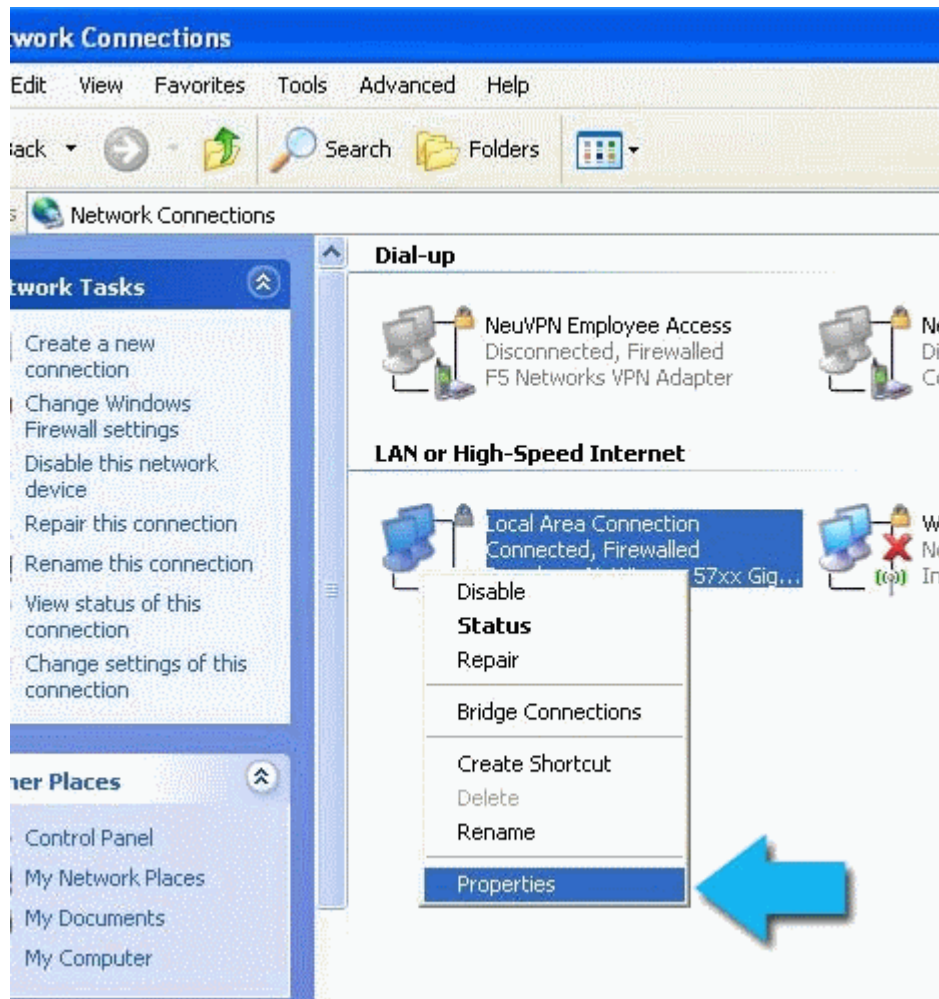 work Connections
Edit View Favorites Tools Advanced Help
Search Folders
Network Connections
Dial-up
Tasks
NeuVPN Employee Access
Disconnected, Firewalled
F5 Networks VPN Adapter
Create a new
connection
Change Windows
Firewall settings
Disable this network
device
Repair this connection
Rename this connection
View status of this
connection
Change settings of this
connection
LAN or High-Speed Internet
Local Area Connection
Connected, Firewalled
57xx Gig...
Disable
Status
Repair
Bridge Connections
Create Shortcut
Delete
Rename
Properties
Places
Control Panel
My Network Places
My Documents
My Computer